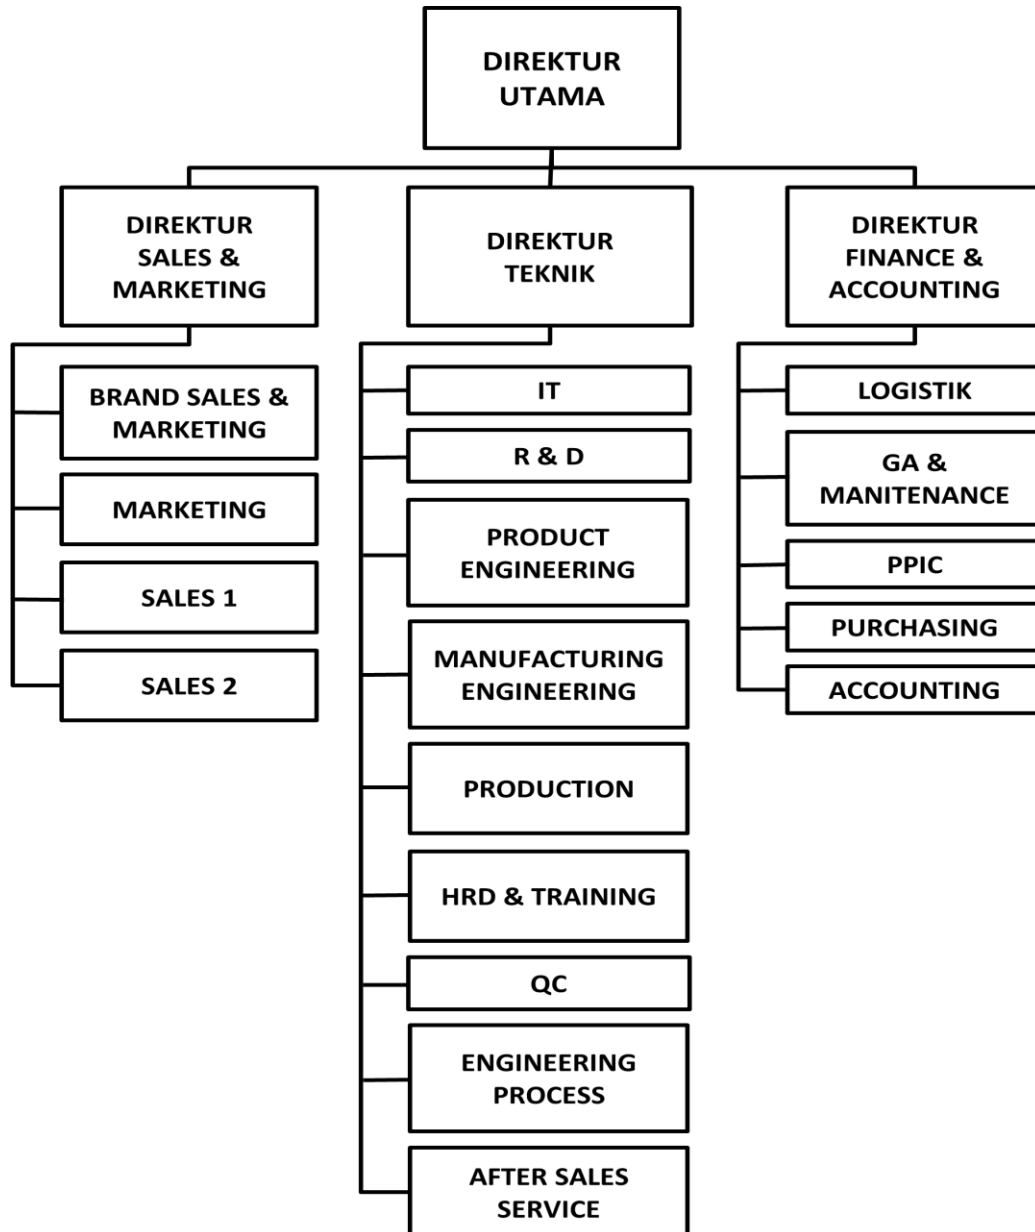 DIREKTUR
UTAMA
DIREKTUR
SALES &
MARKETING
BRAND SALES &
MARKETING
MARKETING
SALES 1
SALES 2
DIREKTUR
TEKNIK
IT
R & D
PRODUCT
ENGINEERING
MANUFACTURING
ENGINEERING
PRODUCTION
HRD & TRAINING
QC
ENGINEERING
PROCESS
AFTER SALES
SERVICE
DIREKTUR
FINANCE &
ACCOUNTING
LOGISTIK
GA &
MANITENANCE
PPIC
PURCHASING
ACCOUNTING